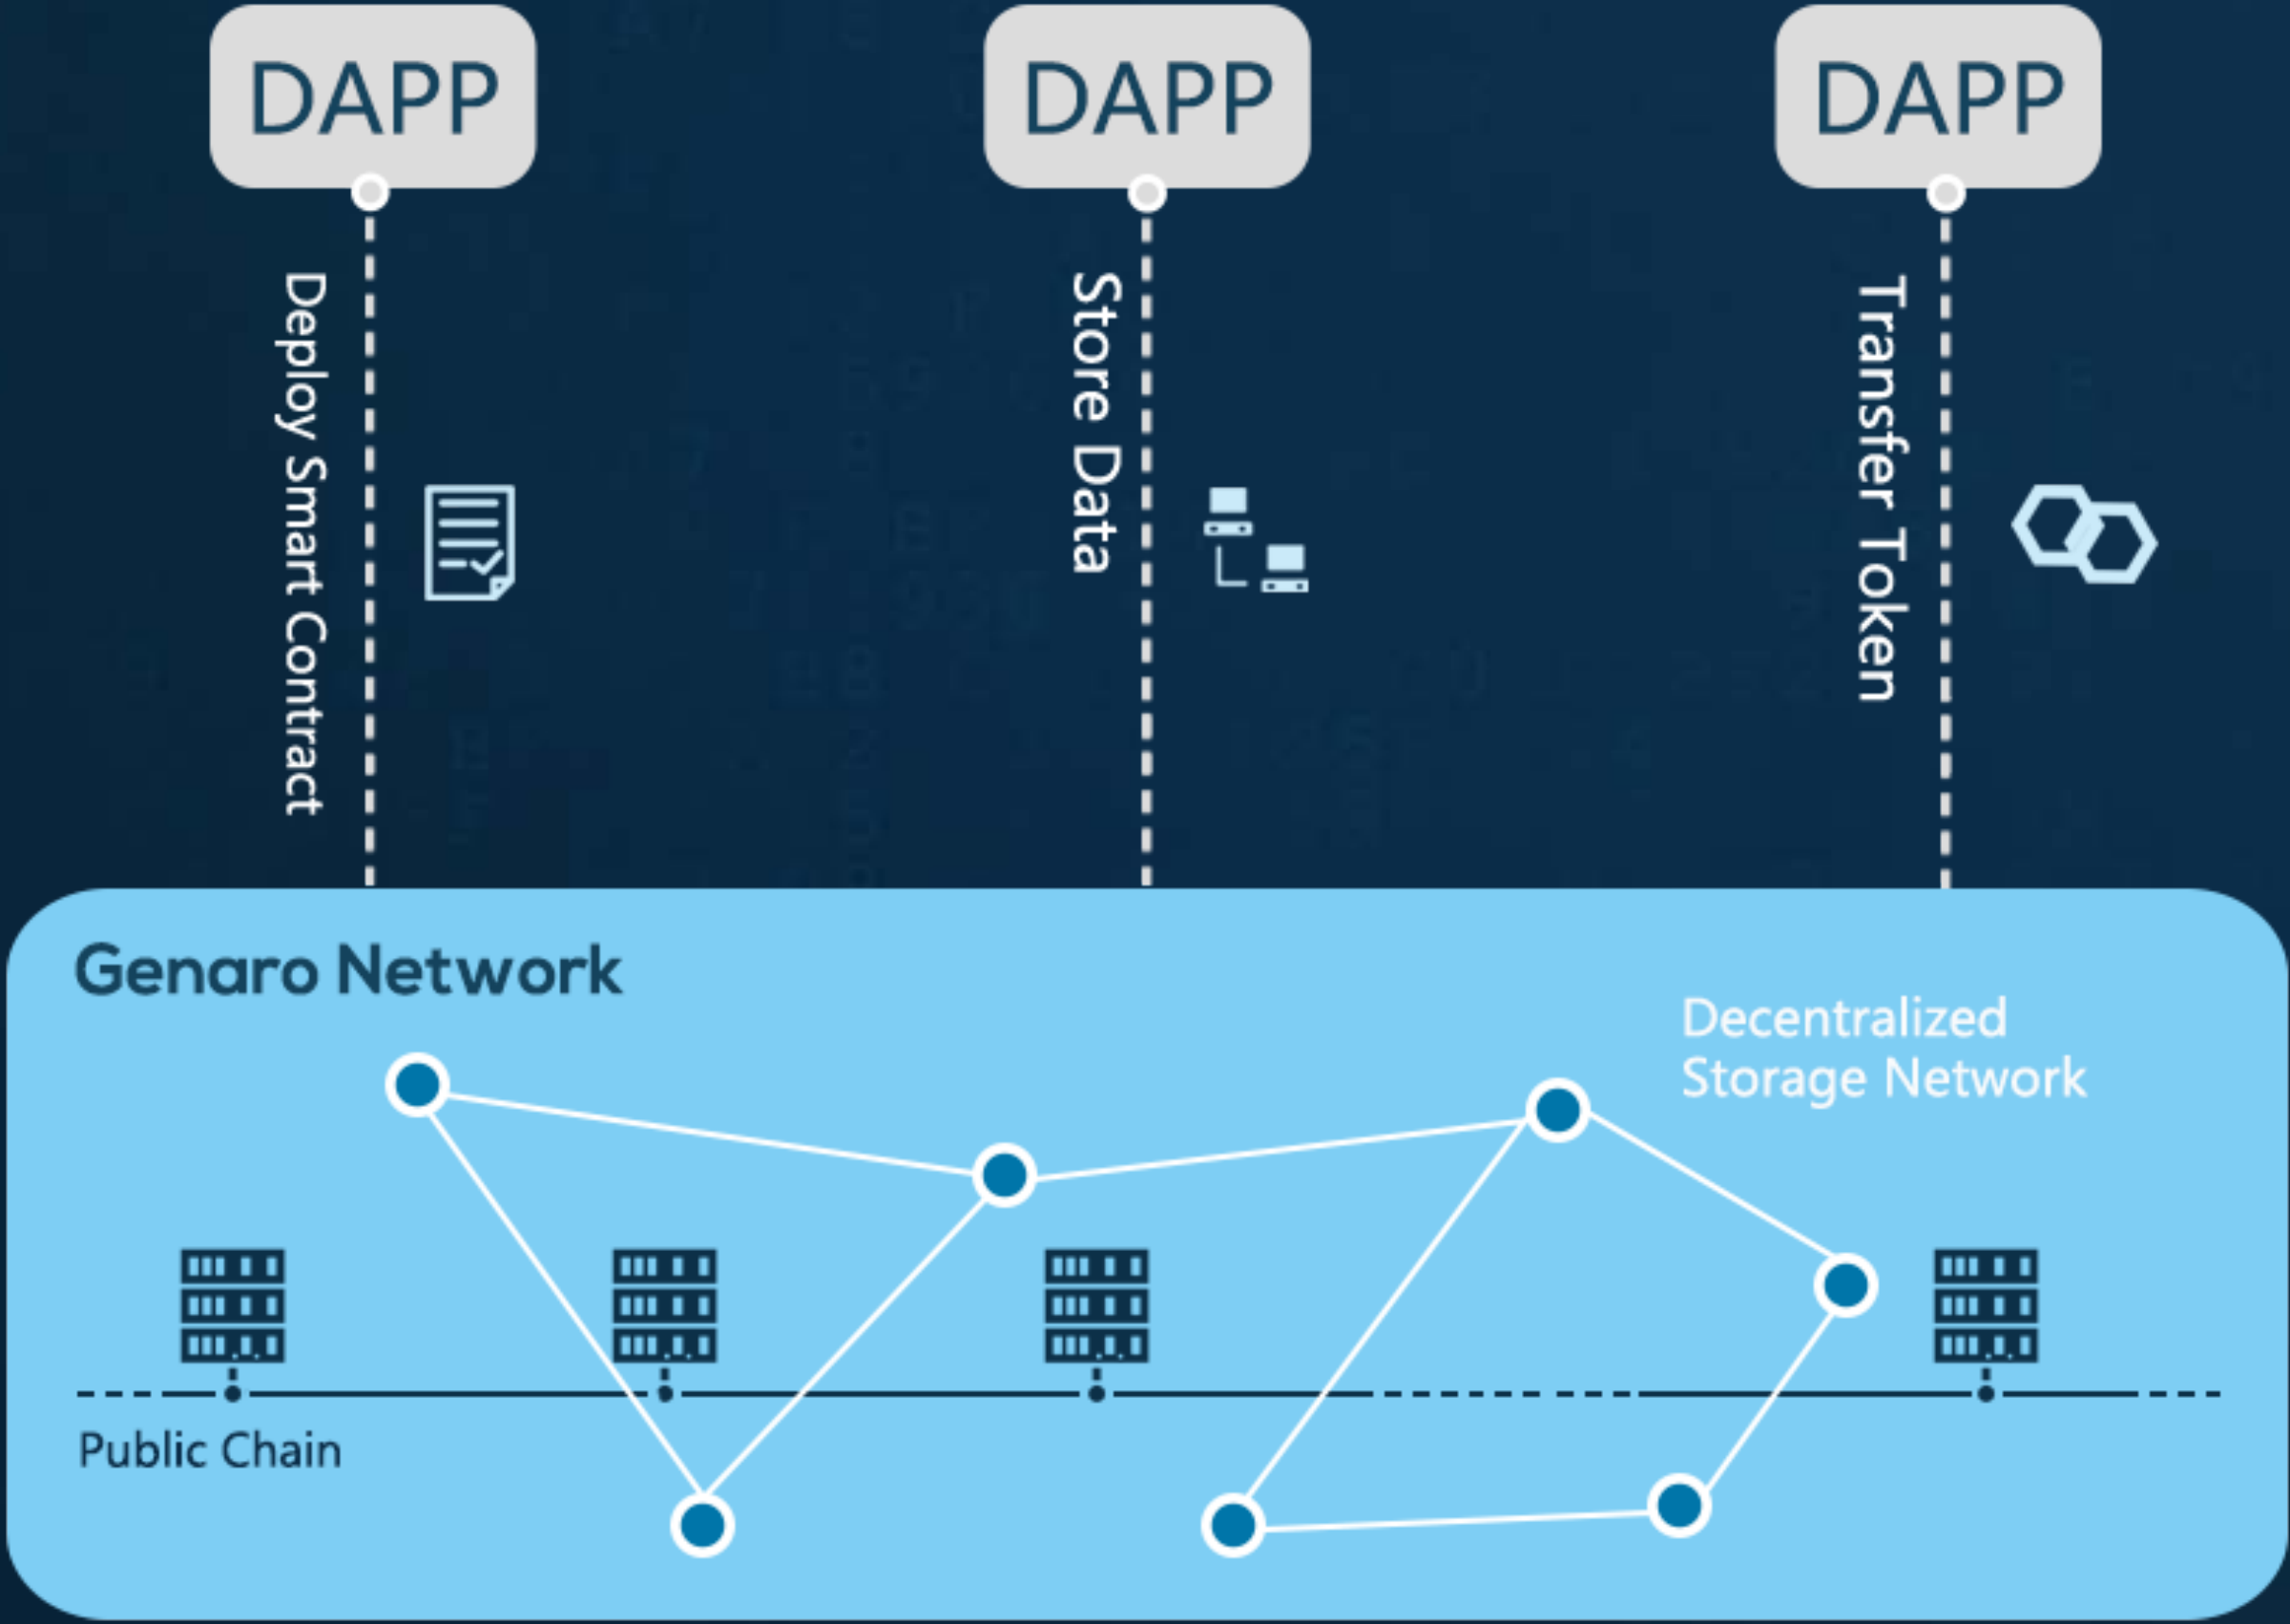 DAPP
DAPP
DAPP
Deploy Smart Contract
Store Data
Transfer Token
Genaro Network
Decentralized
Storage Network
Public Chain